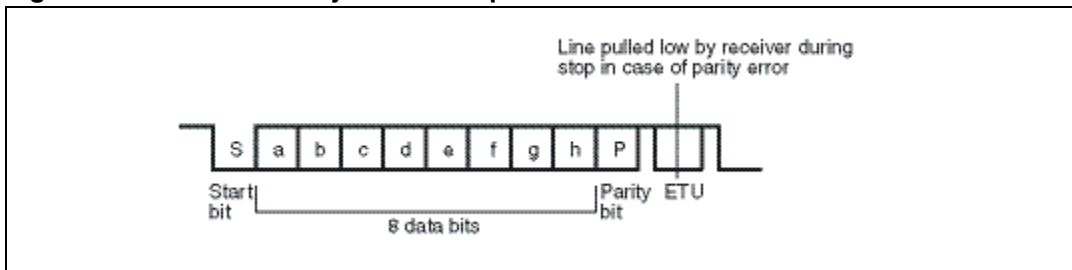 Line pulled low by receiver during
stop in case of parity error
S a b c d e f g h P
Start bit
Parity bit
ETU
8 data bits